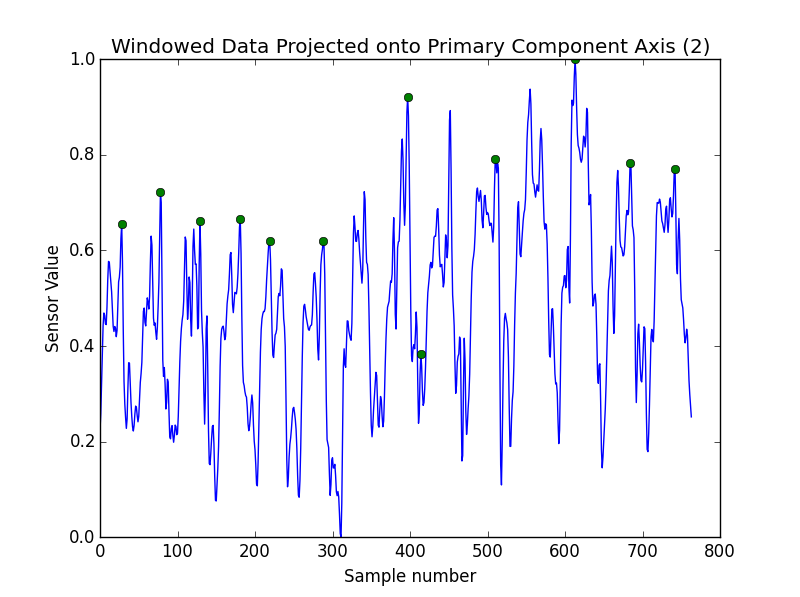 Windowed Data Projected onto Primary Component Axis (2)
1.0
0.8
0.6
0.4
0.2
0.0
Sensor Value
0 100 200 300 400 500 600 700 800
Sample number